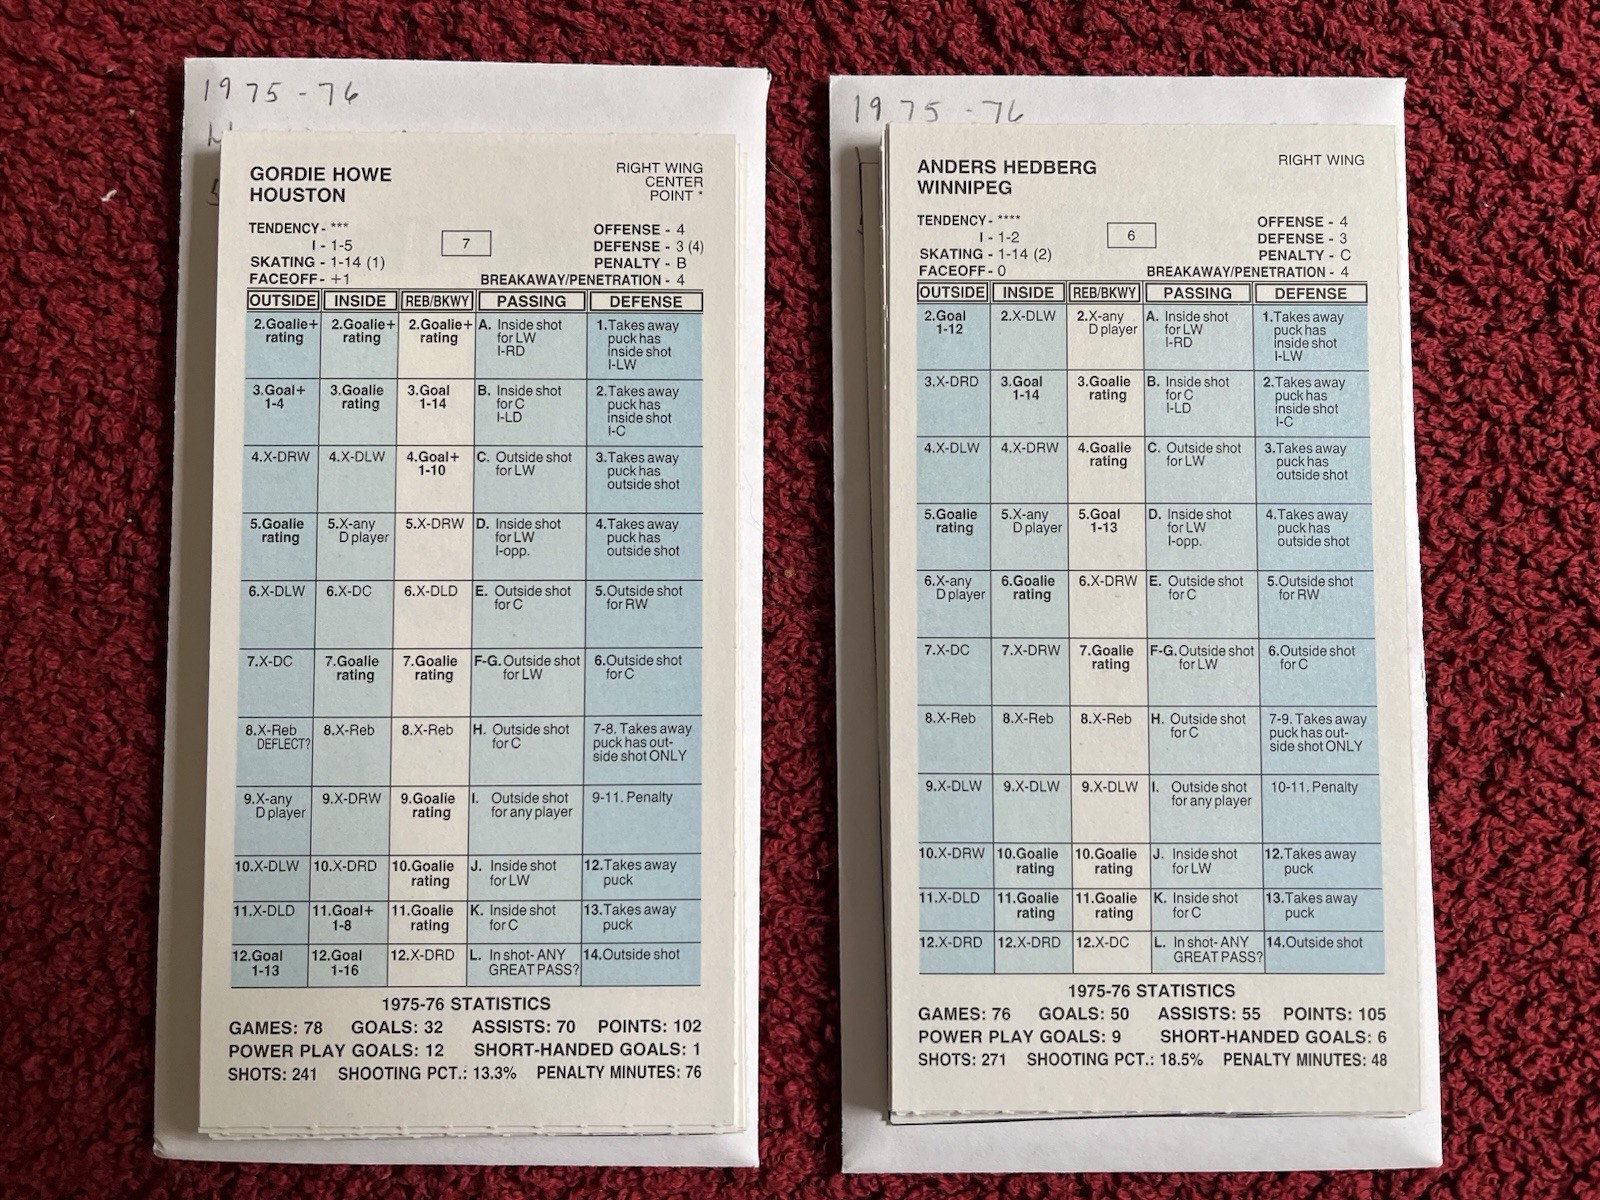 1975-76
GORDIE HOWE
HOUSTON
RIGHT WING
CENTER
POINT *
TENDENCY- ***
I - 1-5
SKATING - 1-14 (1)
FACEOFF - +1
7
OFFENSE - 4
DEFENSE - 3 (4)
PENALTY - B
BREAKAWAY/PENETRATION - 4
OUTSIDE INSIDE REB/BKWY PASSING DEFENSE
2.Goalie+ 2.Goalie+ 2.Goalie+ A. Inside shot 1.Takes away
rating rating rating for LW puck has
I-RD inside shot
I-LW
3.Goal+ 3.Goalie 3.Goal B. Inside shot 2.Takes away
1-4 rating 1-14 for C puck has
I-LD inside shot
I-C
4.X-DRW 4.X-DLW 4.Goal+ C. Outside shot 3.Takes away
1-10 for LW puck has
outside shot
5.Goalie 5.X-any 5.X-DRW D. Inside shot 4.Takes away
rating D player for LW puck has
I-opp. outside shot
6.X-DLW 6.X-DC 6.X-DLD E. Outside shot 5.Outside shot
for C for RW
7.X-DC 7.Goalie 7.Goalie F-G.Outside shot 6.Outside shot
rating rating for LW for C
8.X-Reb 8.X-Reb 8.X-Reb H. Outside shot 7-8. Takes away
DEFLECT? for C puck has out-
side shot ONLY
9.X-any 9.X-DRW 9.Goalie I. Outside shot 9-11. Penalty
D player rating for any player
10.X-DLW 10.X-DRD 10.Goalie J. Inside shot 12.Takes away
rating for LW puck
11.X-DLD 11.Goal+ 11.Goalie K. Inside shot 13.Takes away
1-8 rating for C puck
12.Goal 12.Goal 12.X-DRD L. In shot- ANY 14.Outside shot
1-13 1-16 GREAT PASS?
1975-76 STATISTICS
GAMES: 78 GOALS: 32 ASSISTS: 70 POINTS: 102
POWER PLAY GOALS: 12 SHORT-HANDED GOALS: 1
SHOTS: 241 SHOOTING PCT.: 13.3% PENALTY MINUTES: 76
1975-76
ANDERS HEDBERG
WINNIPEG
RIGHT WING
TENDENCY- ****
I - 1-2
SKATING - 1-14 (2)
FACEOFF - 0
6
OFFENSE - 4
DEFENSE - 3
PENALTY - C
BREAKAWAY/PENETRATION - 4
OUTSIDE INSIDE REB/BKWY PASSING DEFENSE
2.Goal 2.X-DLW 2.X-any A. Inside shot 1.Takes away
1-12 D player for LW puck has
I-RD inside shot
I-LW
3.X-DRD 3.Goal 3.Goalie B. Inside shot 2.Takes away
1-14 rating for C puck has
I-LD inside shot
I-C
4.X-DLW 4.X-DRW 4.Goalie C. Outside shot 3.Takes away
rating for LW puck has
outside shot
5.Goalie 5.X-any 5.Goal D. Inside shot 4.Takes away
rating D player 1-13 for LW puck has
I-opp. outside shot
6.X-any 6.Goalie 6.X-DRW E. Outside shot 5.Outside shot
D player rating for C for RW
7.X-DC 7.X-DRW 7.Goalie F-G.Outside shot 6.Outside shot
rating for LW for C
8.X-Reb 8.X-Reb 8.X-Reb H. Outside shot 7-9. Takes away
for C puck has out-
side shot ONLY
9.X-DLW 9.X-DLW 9.X-DLW I. Outside shot 10-11. Penalty
for any player
10.X-DRW 10.Goalie 10.Goalie J. Inside shot 12.Takes away
rating rating for LW puck
11.X-DLD 11.Goalie 11.Goalie K. Inside shot 13.Takes away
rating rating for C puck
12.X-DRD 12.X-DRD 12.X-DC L. In shot- ANY 14.Outside shot
GREAT PASS?
1975-76 STATISTICS
GAMES: 76 GOALS: 50 ASSISTS: 55 POINTS: 105
POWER PLAY GOALS: 9 SHORT-HANDED GOALS: 6
SHOTS: 271 SHOOTING PCT.: 18.5% PENALTY MINUTES: 48